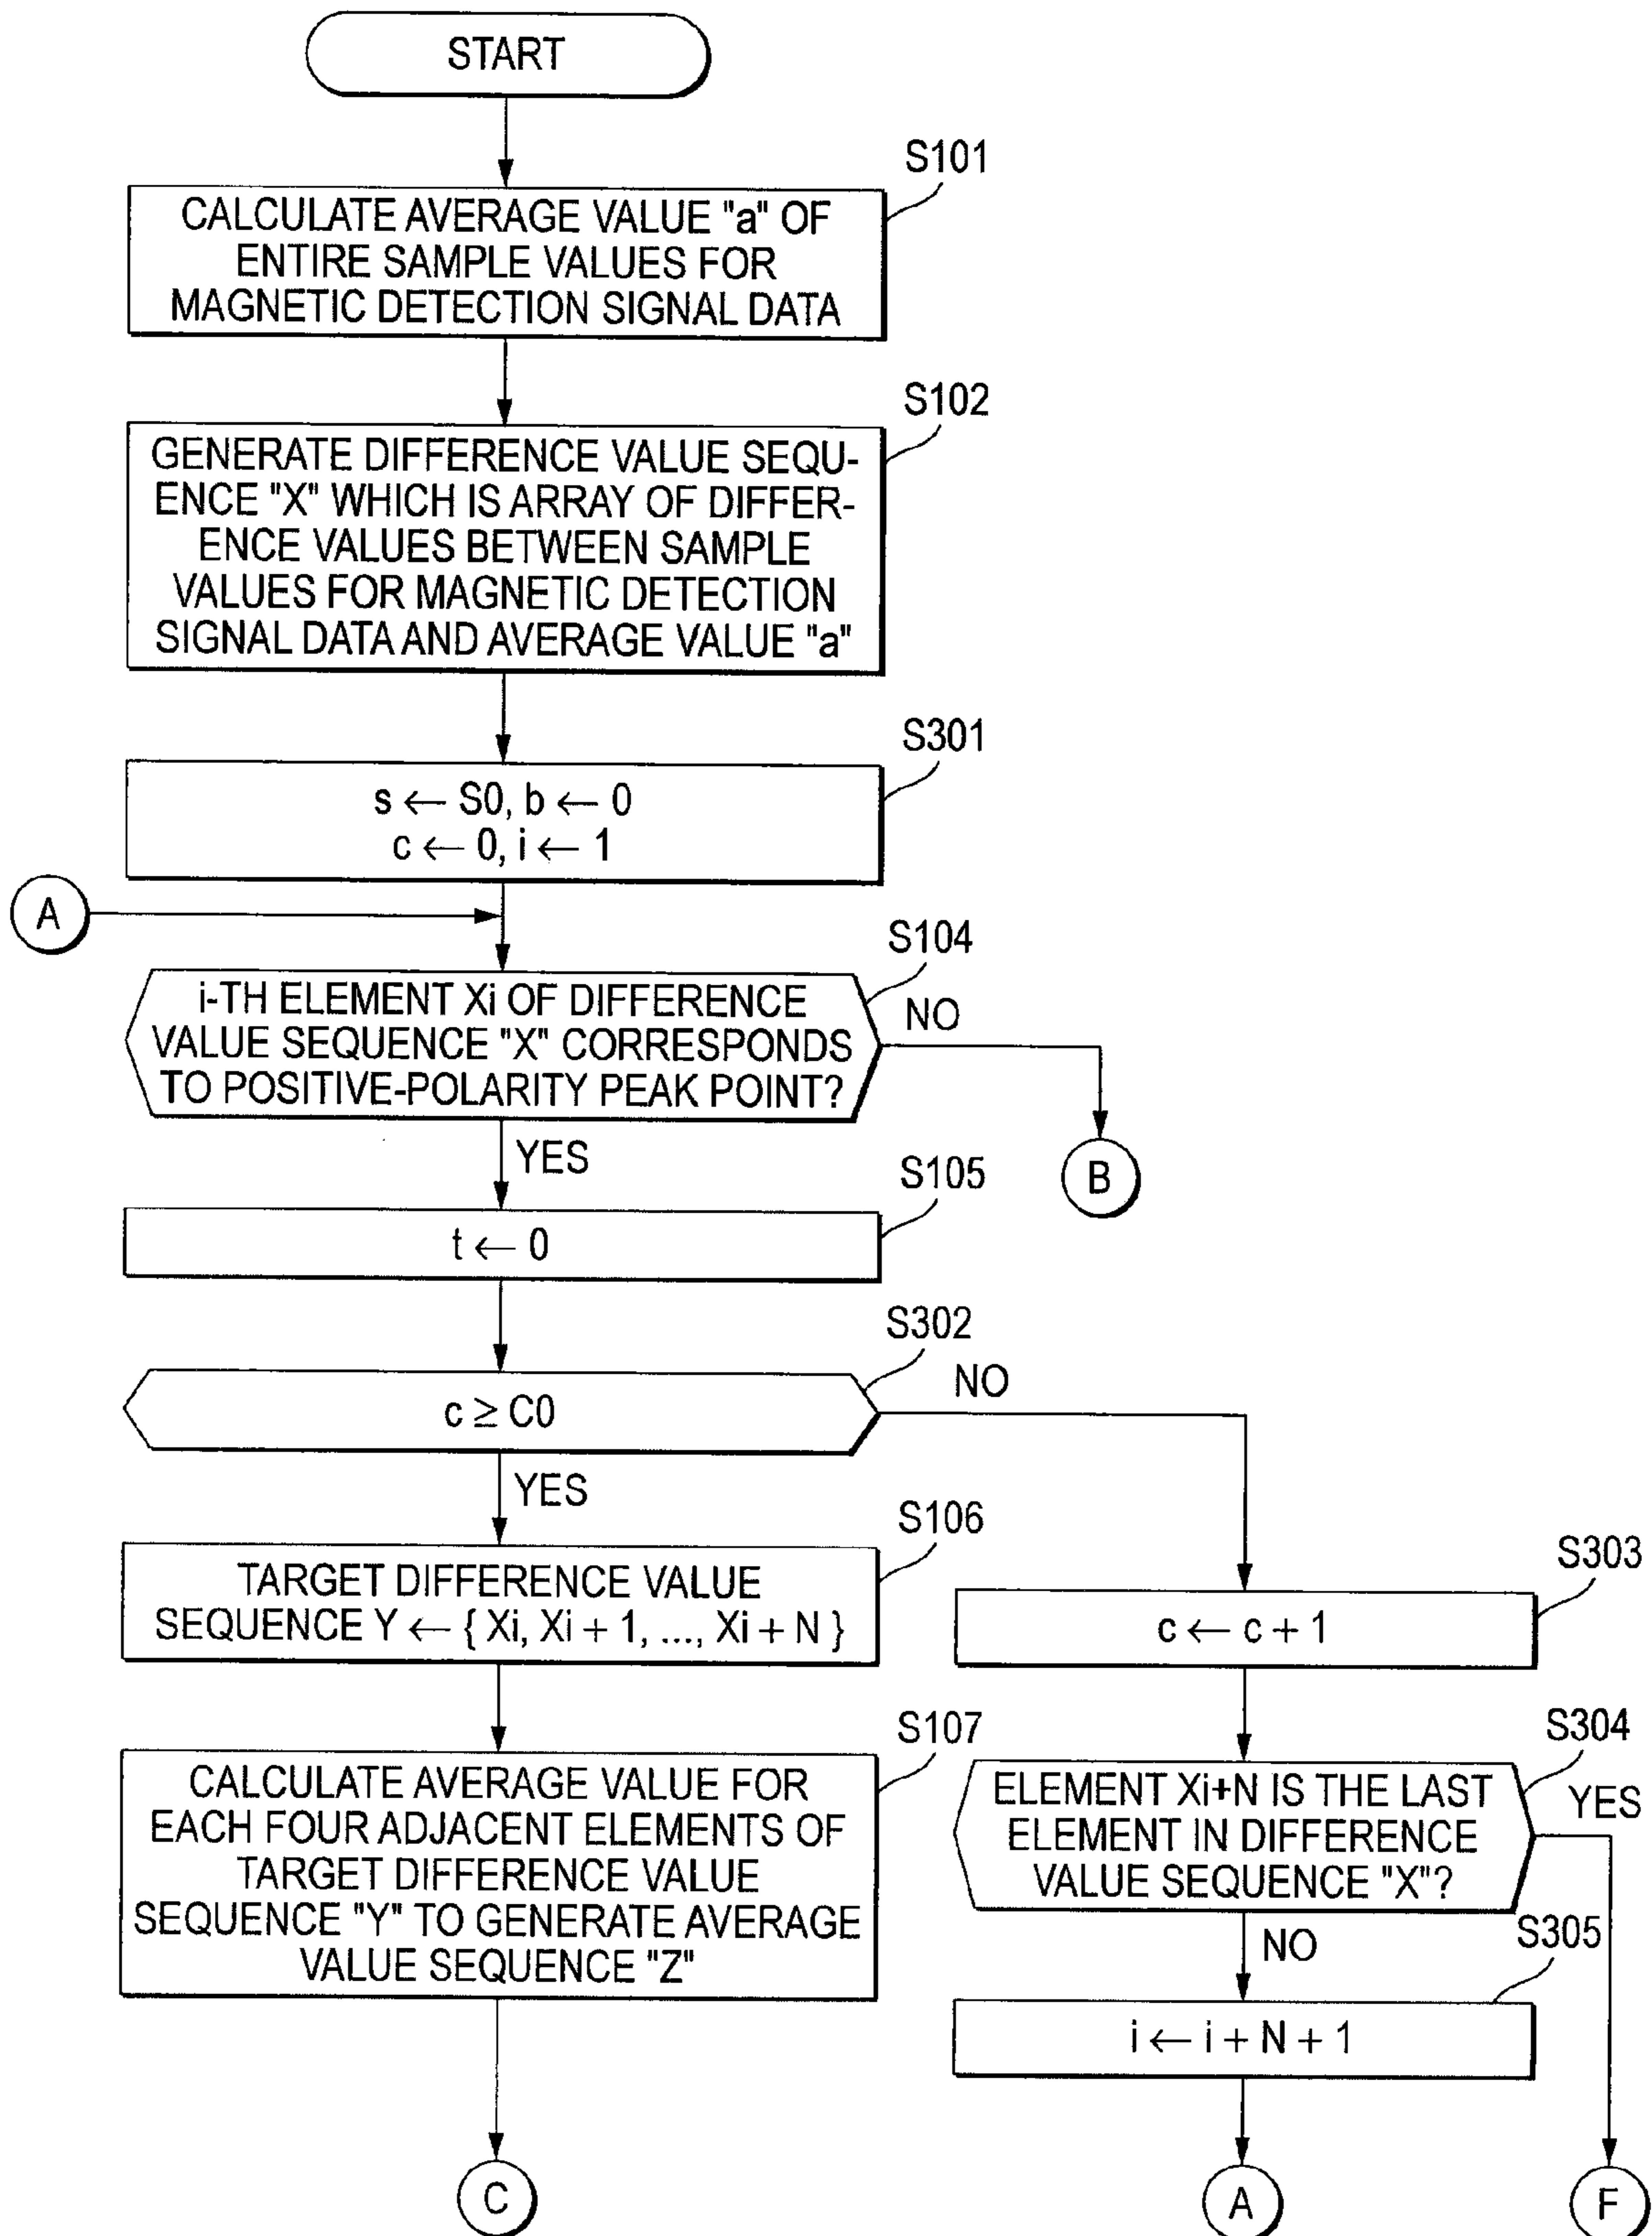 START
S101
CALCULATE AVERAGE VALUE "a" OF
ENTIRE SAMPLE VALUES FOR
MAGNETIC DETECTION SIGNAL DATA
S102
GENERATE DIFFERENCE VALUE SEQU-
ENCE "X" WHICH IS ARRAY OF DIFFER-
ENCE VALUES BETWEEN SAMPLE
VALUES FOR MAGNETIC DETECTION
SIGNAL DATA AND AVERAGE VALUE "a"
S301
s ← S0, b ← 0
c ← 0, i ← 1
A
S104
i-TH ELEMENT Xi OF DIFFERENCE
VALUE SEQUENCE "X" CORRESPONDS
TO POSITIVE-POLARITY PEAK POINT?
NO
B
YES
S105
t ← 0
S302
c ≥ C0
NO
YES
S106
TARGET DIFFERENCE VALUE
SEQUENCE Y ← { Xi, Xi + 1, ..., Xi + N }
S303
c ← c + 1
S107
CALCULATE AVERAGE VALUE FOR
EACH FOUR ADJACENT ELEMENTS OF
TARGET DIFFERENCE VALUE
SEQUENCE "Y" TO GENERATE AVERAGE
VALUE SEQUENCE "Z"
S304
ELEMENT Xi+N IS THE LAST
ELEMENT IN DIFFERENCE
VALUE SEQUENCE "X"?
YES
NO
S305
i ← i + N + 1
C
A
F